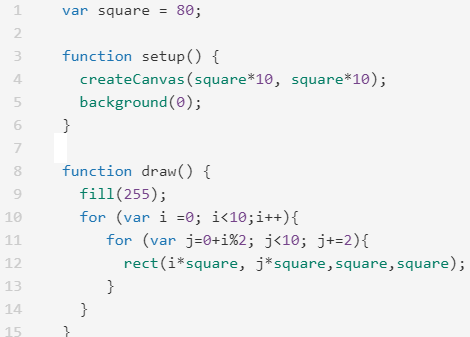 1 var square = 80;
2
3 function setup() {
4   createCanvas(square*10, square*10);
5   background(0);
6 }
7
8 function draw() {
9   fill(255);
10   for (var i =0; i<10;i++){
11      for (var j=0+i%2; j<10; j+=2){
12        rect(i*square, j*square,square,square);
13      }
14   }
15 }